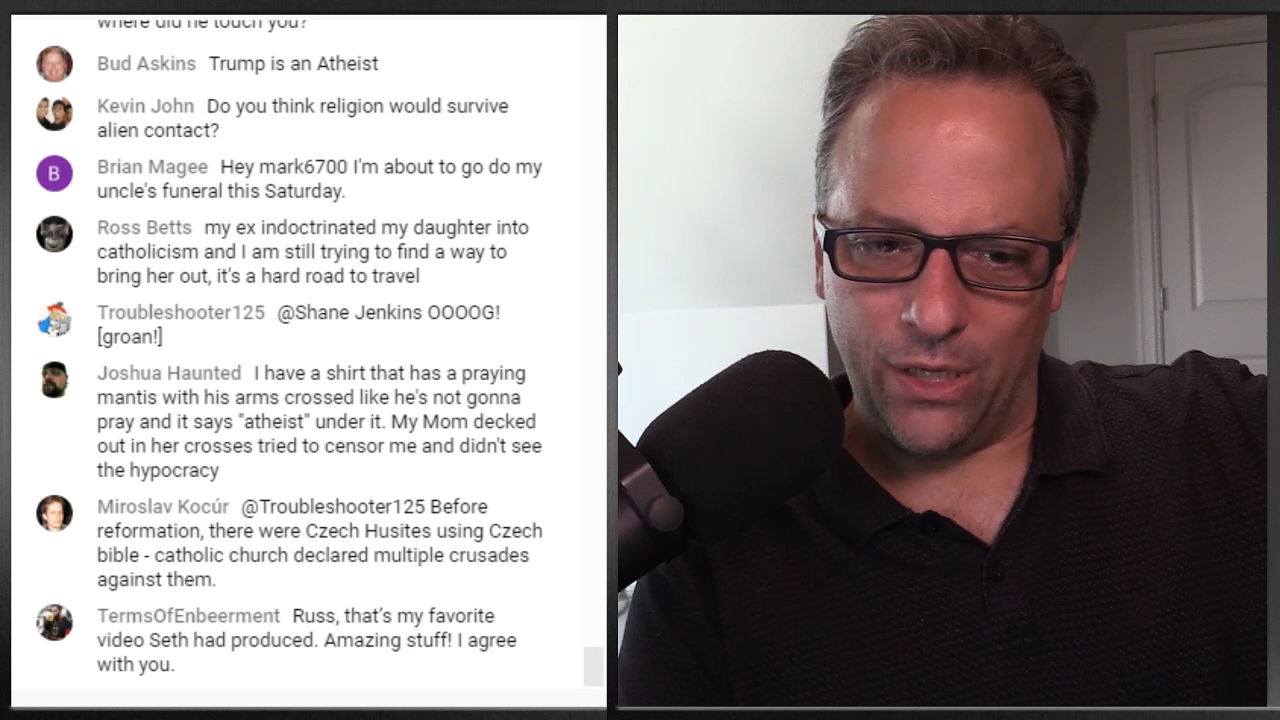 where did he touch you?
Bud Askins Trump is an Atheist
Kevin John Do you think religion would survive
alien contact?
B
Brian Magee Hey mark6700 I'm about to go do my
uncle's funeral this Saturday.
Ross Betts my ex indoctrinated my daughter into
catholicism and I am still trying to find a way to
bring her out, it's a hard road to travel
Troubleshooter125 @Shane Jenkins OOOOG!
[groan!]
Joshua Haunted I have a shirt that has a praying
mantis with his arms crossed like he's not gonna
pray and it says "atheist" under it. My Mom decked
out in her crosses tried to censor me and didn't see
the hypocracy
Miroslav Kocúr @Troubleshooter125 Before
reformation, there were Czech Husites using Czech
bible - catholic church declared multiple crusades
against them.
TermsOfEnbeerment Russ, that's my favorite
video Seth had produced. Amazing stuff! I agree
with you.